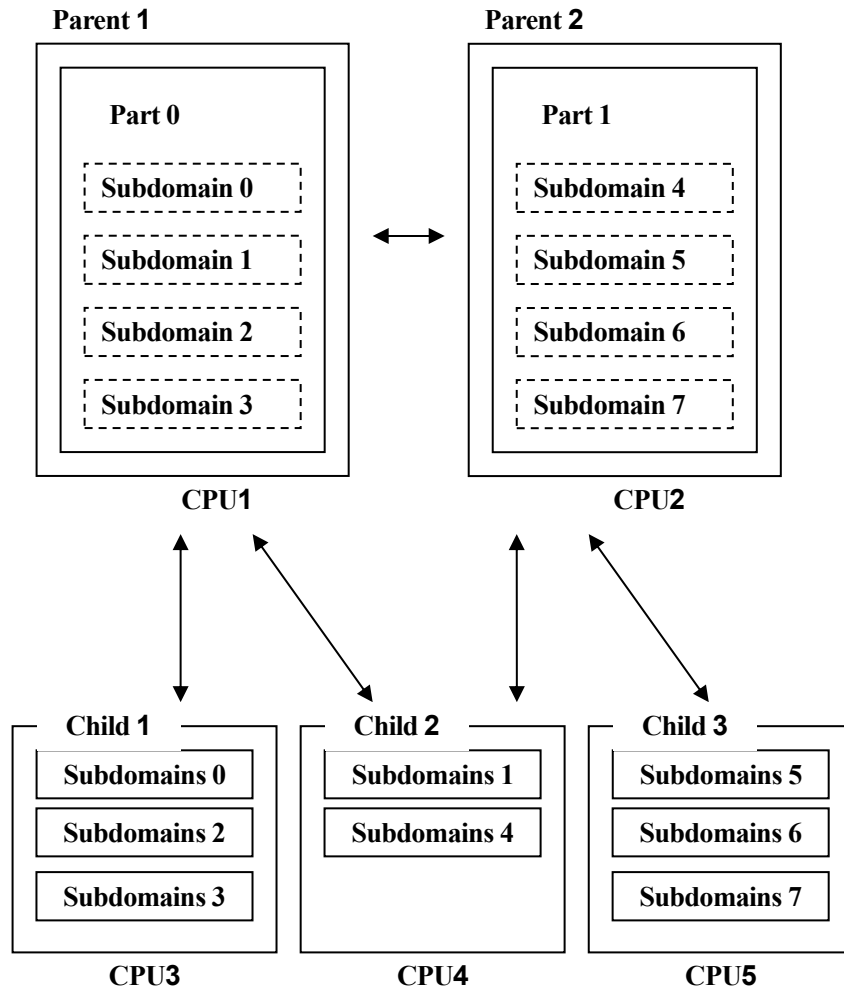 Parent 1
Part 0
Subdomain 0
Subdomain 1
Subdomain 2
Subdomain 3
CPU1
Parent 2
Part 1
Subdomain 4
Subdomain 5
Subdomain 6
Subdomain 7
CPU2
Child 1
Subdomains 0
Subdomains 2
Subdomains 3
CPU3
Child 2
Subdomains 1
Subdomains 4
CPU4
Child 3
Subdomains 5
Subdomains 6
Subdomains 7
CPU5